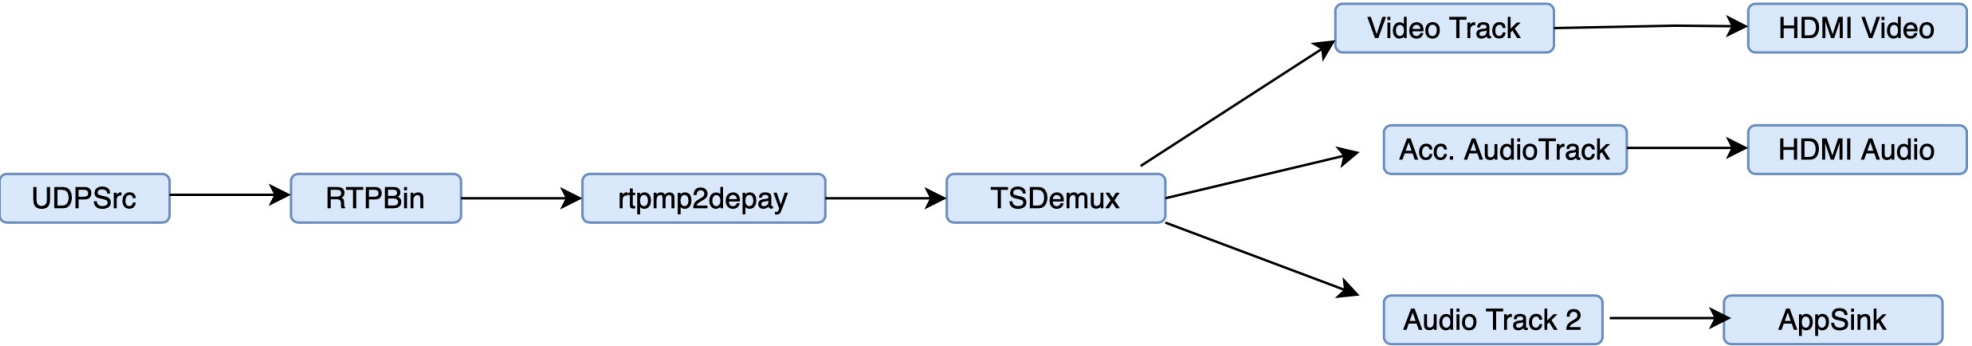 UDPSrc
RTPBin
rtpmp2depay
TSDemux
Video Track
HDMI Video
Acc. AudioTrack
HDMI Audio
Audio Track 2
AppSink